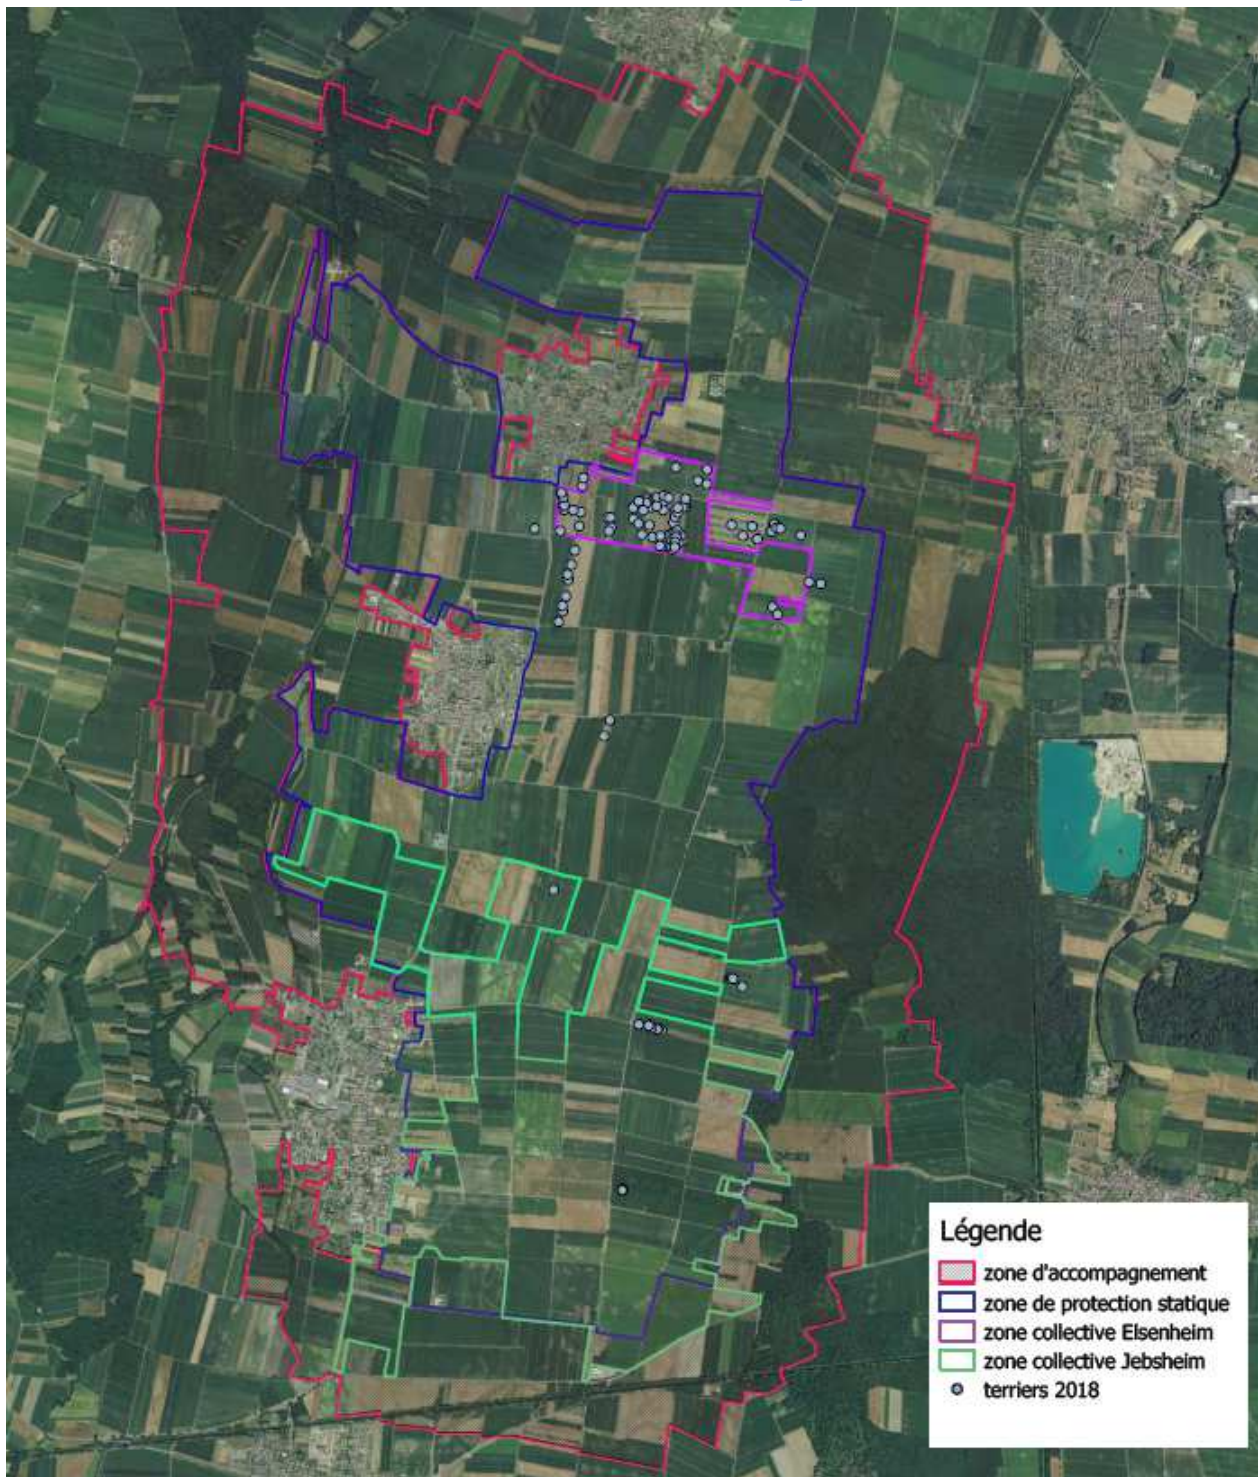 Légende
zone d'accompagnement
zone de protection statique
zone collective Elsenheim
zone collective Jebsheim
terriers 2018